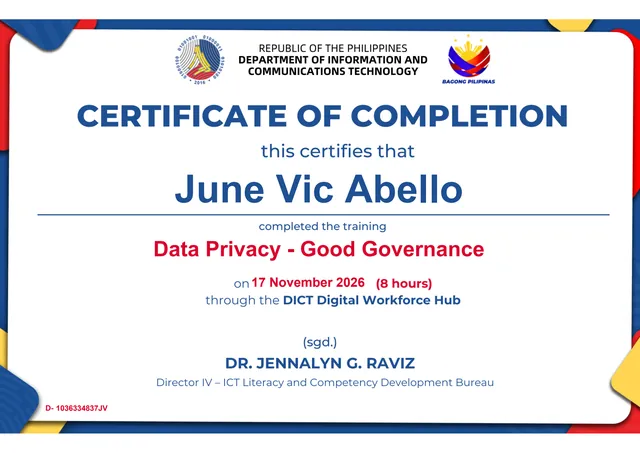 REPUBLIC OF THE PHILIPPINES
DEPARTMENT OF INFORMATION AND
COMMUNICATIONS TECHNOLOGY
2016
BAGONG PILIPINAS
CERTIFICATE OF COMPLETION
this certifies that
June Vic Abello
completed the training
Data Privacy - Good Governance
on 17 November 2026 (8 hours)
through the DICT Digital Workforce Hub
(sgd.)
DR. JENNALYN G. RAVIZ
Director IV – ICT Literacy and Competency Development Bureau
D- 1036334837JV